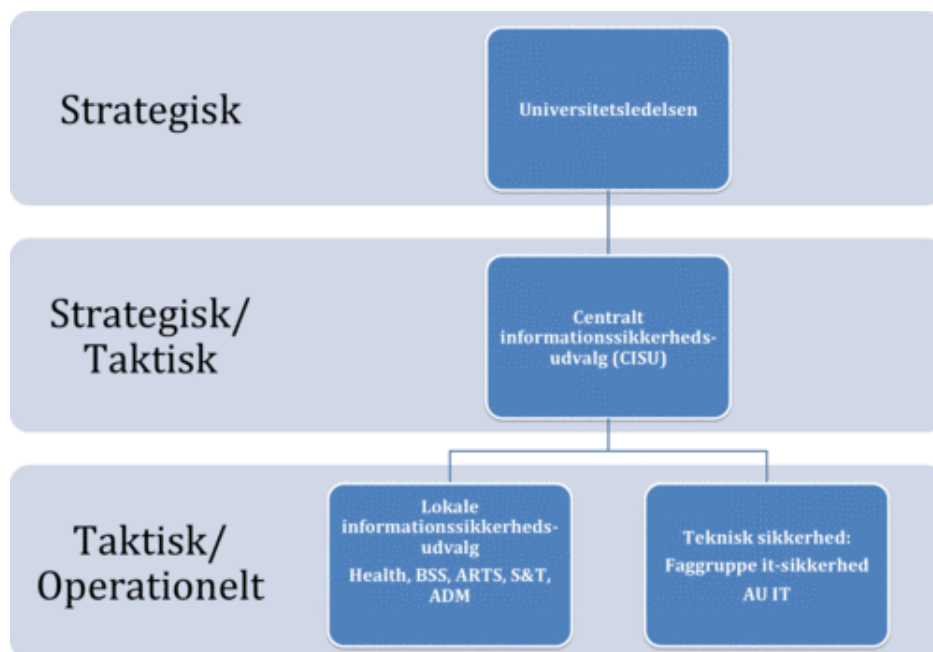 Strategisk
Universitetsledelsen
Strategisk/
Taktisk
Centralt
informationssikkerheds-
udvalg (CISU)
Taktisk/
Operationelt
Lokale
informationssikkerheds-
udvalg
Health, BSS, ARTS, S&T,
ADM
Teknisk sikkerhed:
Faggruppe it-sikkerhed
AU IT